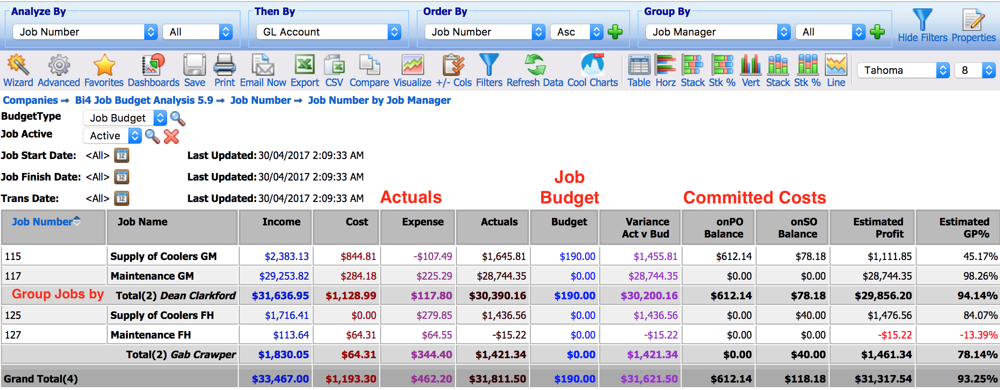 Analyze By Then By Order By Group By
Job Number All GL Account Job Number Asc Job Manager All
Hide Filters Properties
BETA
Wizard Advanced Favorites Dashboards Save Print Email Now Export CSV Compare Visualize +/- Cols Filters Refresh Data Cool Charts Table Horz Stack Stk % Vert Stack Stk % Line Tahoma 8
Companies Bi4 Job Budget Analysis 5.9 Job Number Job Number by Job Manager
BudgetType Job Budget
Job Active Active
Job Start Date: <All> 12 Last Updated: 30/04/2017 2:09:33 AM
Job Finish Date: <All> 12 Last Updated: 30/04/2017 2:09:33 AM
Trans Date: <All> 12 Last Updated: 30/04/2017 2:09:33 AM
Actuals
Job
Budget
Committed Costs
Job Number Job Name Income Cost Expense Actuals Budget Variance Act v Bud onPO Balance onSO Balance Estimated Profit Estimated GP%
115 Supply of Coolers GM $2,383.13 $844.81 -$107.49 $1,645.81 $190.00 $1,455.81 $612.14 $78.18 $1,111.85 45.17%
117 Maintenance GM $29,253.82 $284.18 $225.29 $28,744.35 $0.00 $28,744.35 $0.00 $0.00 $28,744.35 98.26%
Group Jobs by Total(2) Dean Clarkford $31,636.95 $1,128.99 $117.80 $30,390.16 $190.00 $30,200.16 $612.14 $78.18 $29,856.20 94.14%
125 Supply of Coolers FH $1,716.41 $0.00 $279.85 $1,436.56 $0.00 $1,436.56 $0.00 $40.00 $1,476.56 84.07%
127 Maintenance FH $113.64 $64.31 $64.55 -$15.22 $0.00 -$15.22 $0.00 $0.00 -$15.22 -13.39%
Total(2) Gab Crawper $1,830.05 $64.31 $344.40 $1,421.34 $0.00 $1,421.34 $0.00 $40.00 $1,461.34 78.14%
Grand Total(4) $33,467.00 $1,193.30 $462.20 $31,811.50 $190.00 $31,621.50 $612.14 $118.18 $31,317.54 93.25%